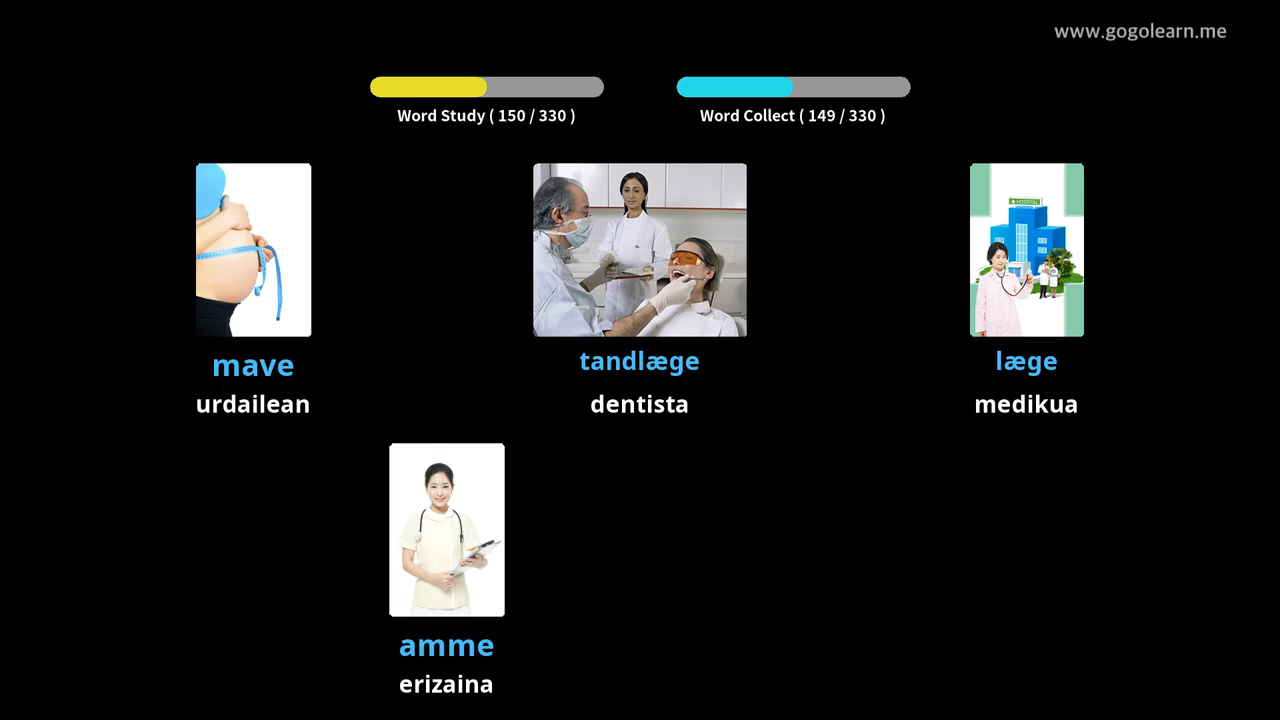 www.gogolearn.me
Word Study ( 150 / 330 )
Word Collect ( 149 / 330 )
HOSPITAL
mave
urdailean
tandlæge
dentista
læge
medikua
amme
erizaina